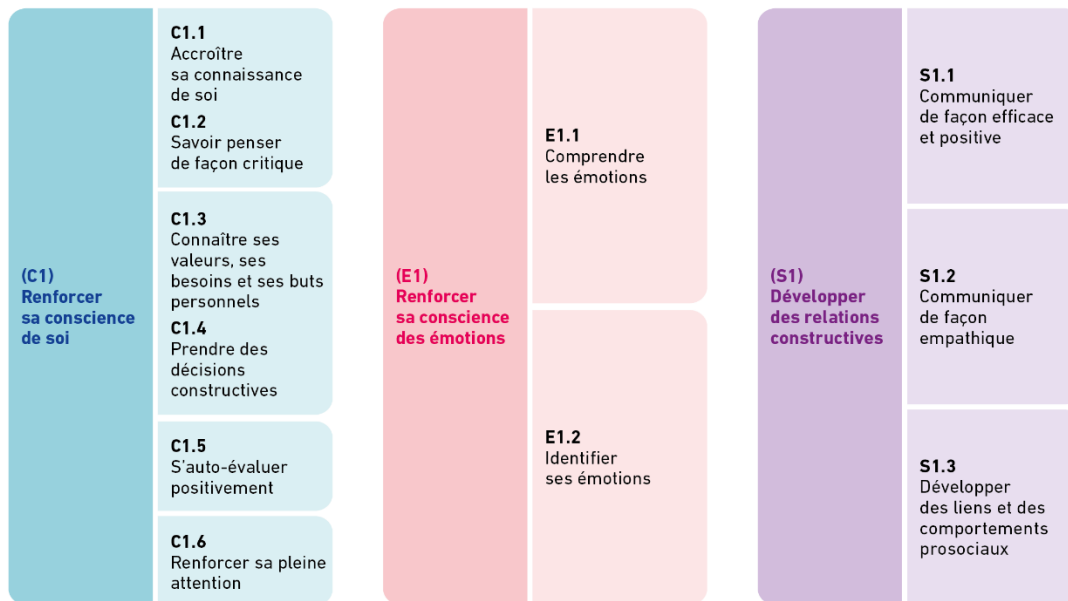 (C1)
Renforcer
sa conscience
de soi
C1.1
Accroître
sa connaissance
de soi
C1.2
Savoir penser
de façon critique
C1.3
Connaître ses
valeurs, ses
besoins et ses buts
personnels
C1.4
Prendre des
décisions
constructives
C1.5
S'auto-évaluer
positivement
C1.6
Renforcer sa pleine
attention
(E1)
Renforcer
sa conscience
des émotions
E1.1
Comprendre
les émotions
E1.2
Identifier
ses émotions
(S1)
Développer
des relations
constructives
S1.1
Communiquer
de façon efficace
et positive
S1.2
Communiquer
de façon
empathique
S1.3
Développer
des liens et des
comportements
prosociaux